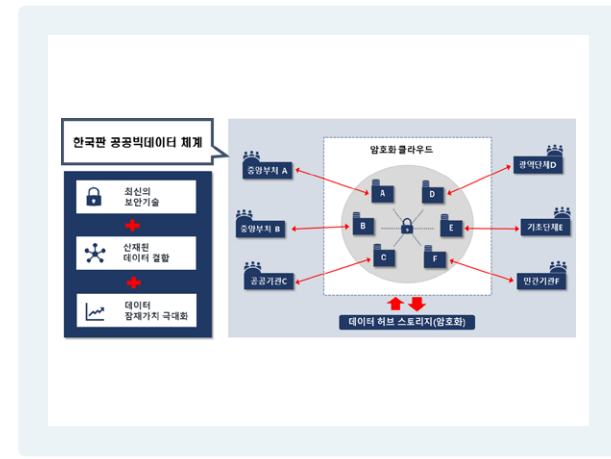 한국판 공공빅데이터 체계
최신의
보안기술
산재된
데이터 결합
데이터
잠재가치 극대화
암호화 클라우드
중앙부처 A
중앙부처 B
공공기관C
광역단체D
기초단체E
민간기관F
A
D
B
E
C
F
데이터 허브 스토리지(암호화)